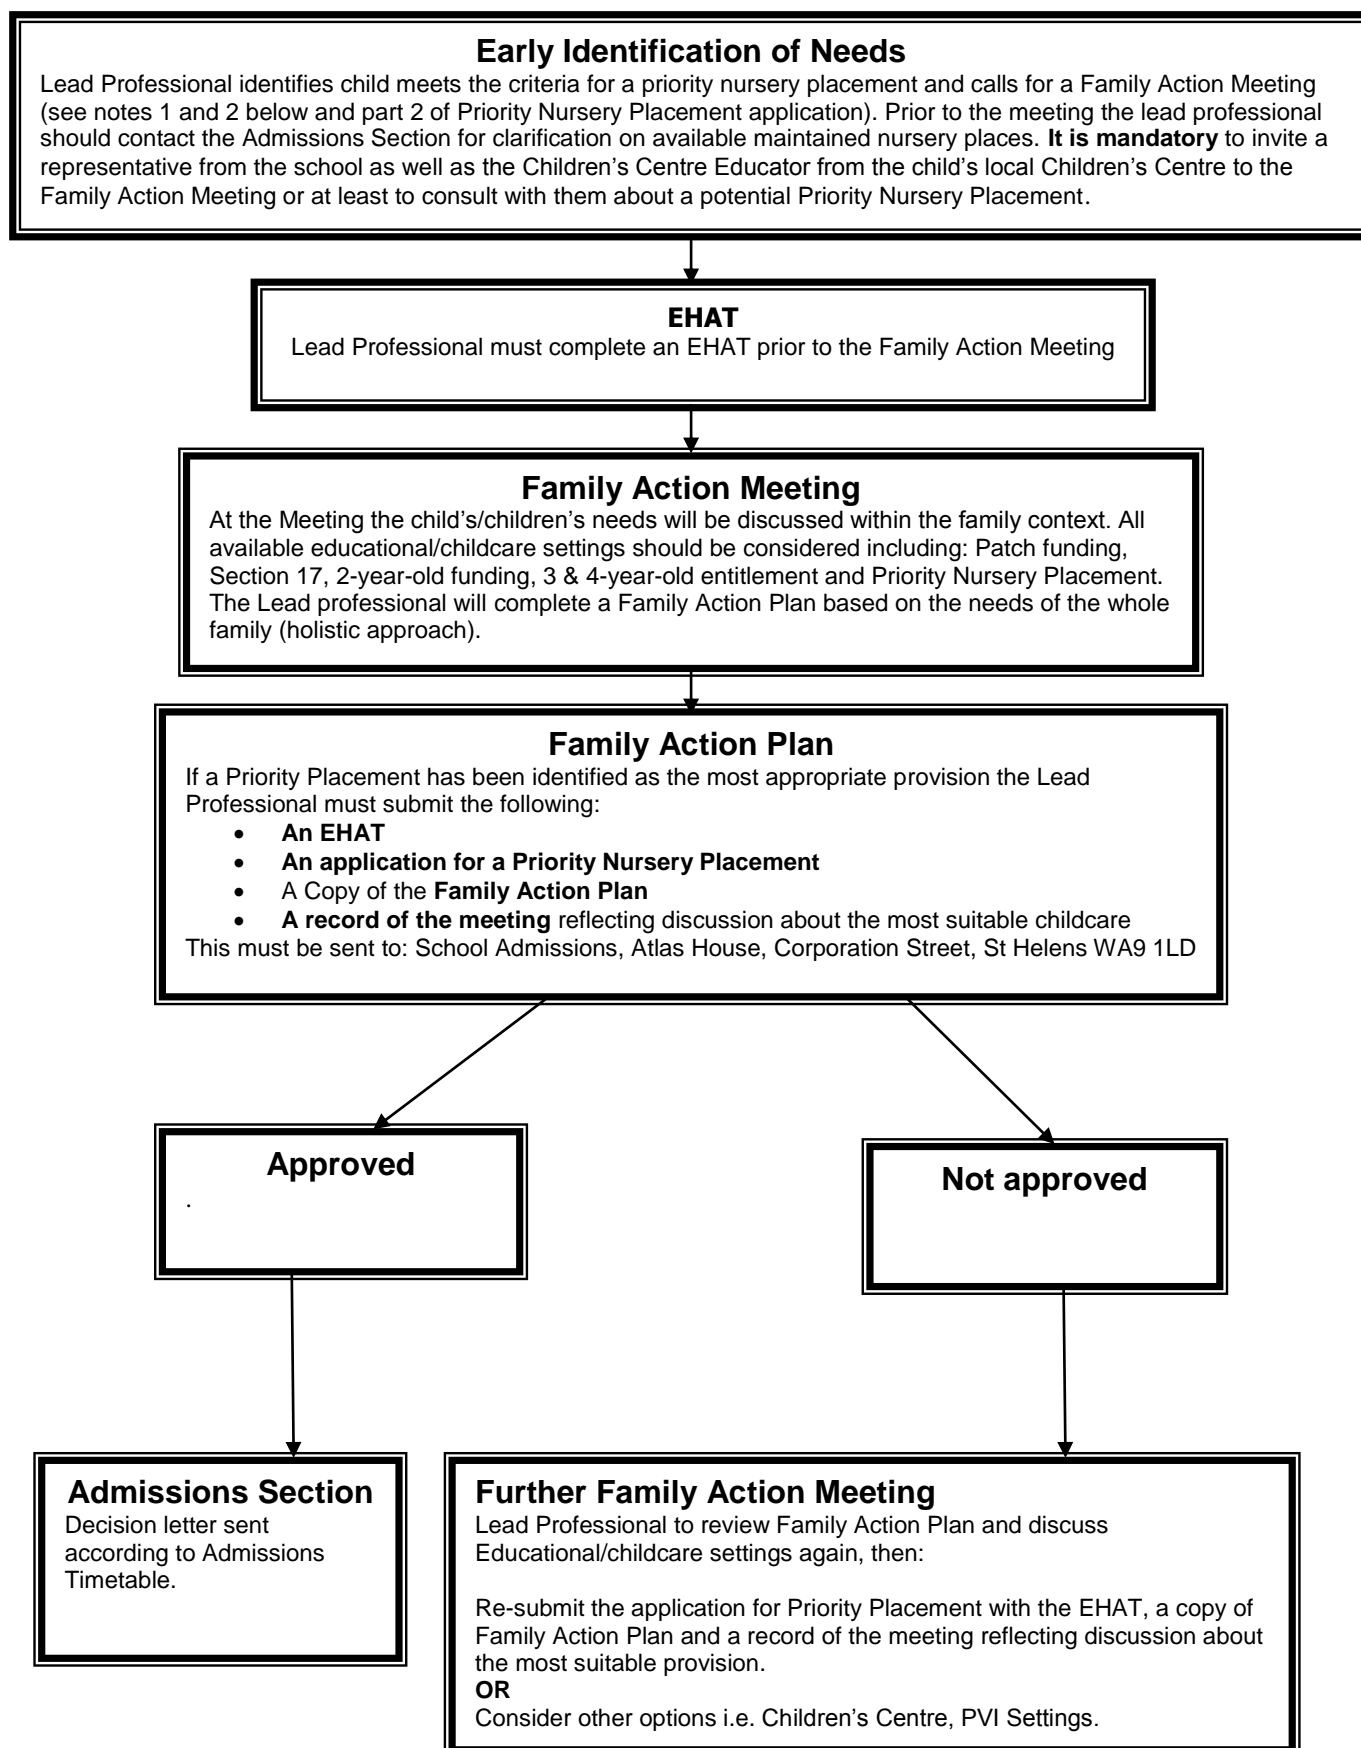 Early Identification of Needs
Lead Professional identifies child meets the criteria for a priority nursery placement and calls for a Family Action Meeting
(see notes 1 and 2 below and part 2 of Priority Nursery Placement application). Prior to the meeting the lead professional
should contact the Admissions Section for clarification on available maintained nursery places. It is mandatory to invite a
representative from the school as well as the Children’s Centre Educator from the child’s local Children’s Centre to the
Family Action Meeting or at least to consult with them about a potential Priority Nursery Placement.
EHAT
Lead Professional must complete an EHAT prior to the Family Action Meeting
Family Action Meeting
At the Meeting the child’s/children’s needs will be discussed within the family context. All
available educational/childcare settings should be considered including: Patch funding,
Section 17, 2-year-old funding, 3 & 4-year-old entitlement and Priority Nursery Placement.
The Lead professional will complete a Family Action Plan based on the needs of the whole
family (holistic approach).
Family Action Plan
If a Priority Placement has been identified as the most appropriate provision the Lead
Professional must submit the following:
• An EHAT
• An application for a Priority Nursery Placement
• A Copy of the Family Action Plan
• A record of the meeting reflecting discussion about the most suitable childcare
This must be sent to: School Admissions, Atlas House, Corporation Street, St Helens WA9 1LD
Approved
.
Not approved
Admissions Section
Decision letter sent
according to Admissions
Timetable.
Further Family Action Meeting
Lead Professional to review Family Action Plan and discuss
Educational/childcare settings again, then:
Re-submit the application for Priority Placement with the EHAT, a copy of
Family Action Plan and a record of the meeting reflecting discussion about
the most suitable provision.
OR
Consider other options i.e. Children’s Centre, PVI Settings.